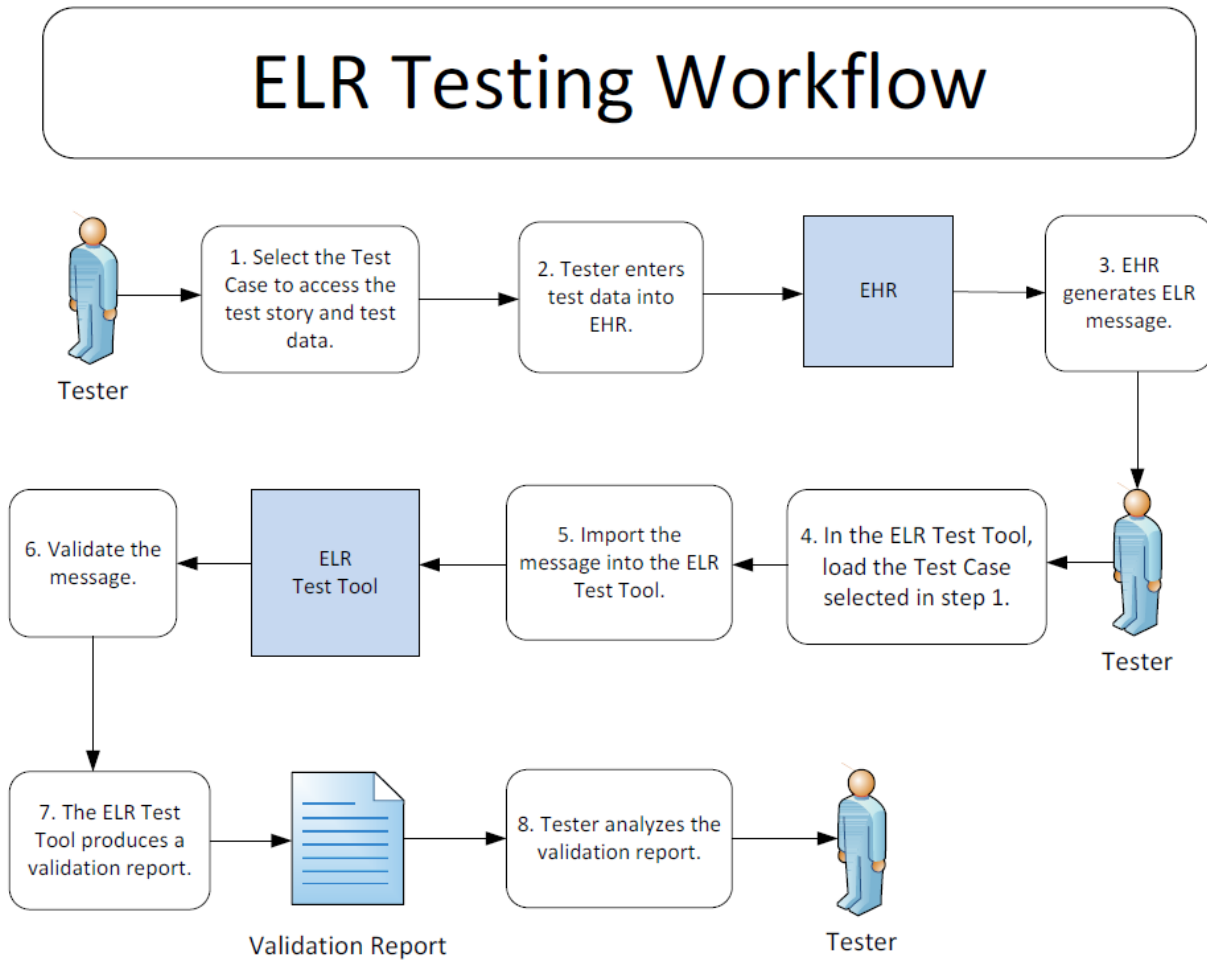 ELR Testing Workflow
1. Select the Test
Case to access the
test story and test
data.
2. Tester enters
test data into
EHR.
EHR
3. EHR
generates ELR
message.
Tester
6. Validate the
message.
ELR
Test Tool
5. Import the
message into the ELR
Test Tool.
4. In the ELR Test Tool,
load the Test Case
selected in step 1.
Tester
7. The ELR Test
Tool produces a
validation report.
8. Tester analyzes the
validation report.
Validation Report
Tester